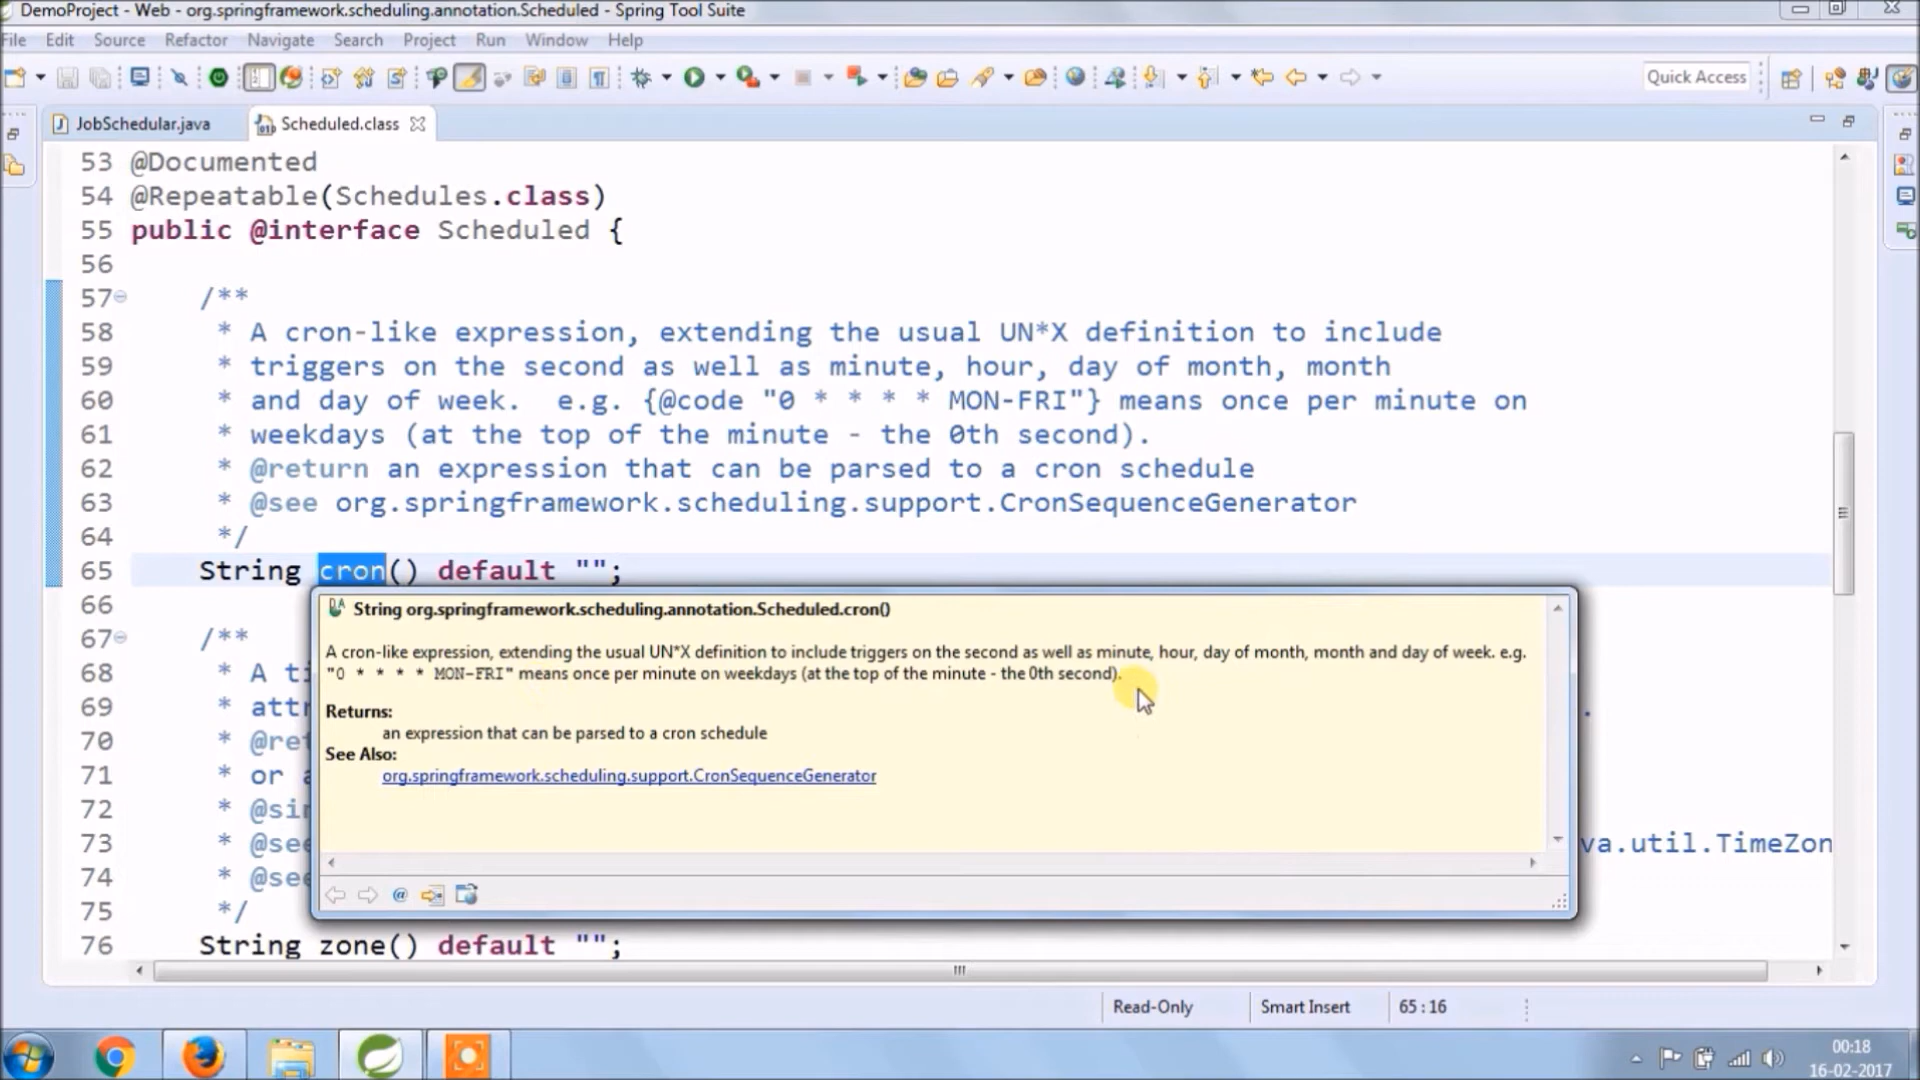 DemoProject - Web - org.springframework.scheduling.annotation.Scheduled - Spring Tool Suite
File Edit Source Refactor Navigate Search Project Run Window Help
Quick Access
JobSchedular.java Scheduled.class
53 @Documented
54 @Repeatable(Schedules.class)
55 public @interface Scheduled {
56
57 /**
58 * A cron-like expression, extending the usual UN*X definition to include
59 * triggers on the second as well as minute, hour, day of month, month
60 * and day of week.  e.g. {@code "0 * * * * MON-FRI"} means once per minute on
61 * weekdays (at the top of the minute - the 0th second).
62 * @return an expression that can be parsed to a cron schedule
63 * @see org.springframework.scheduling.support.CronSequenceGenerator
64 */
65 String cron() default "";
66
67 /**
68 * A ti
69 * attr .
70 * @ret
71 * or a
72 * @sin
73 * @see va.util.TimeZon
74 * @see
75 */
76 String zone() default "";
String org.springframework.scheduling.annotation.Scheduled.cron()
A cron-like expression, extending the usual UN*X definition to include triggers on the second as well as minute, hour, day of month, month and day of week. e.g.
"0 * * * * MON-FRI" means once per minute on weekdays (at the top of the minute - the 0th second).
Returns:
an expression that can be parsed to a cron schedule
See Also:
org.springframework.scheduling.support.CronSequenceGenerator
Read-Only Smart Insert 65 : 16
00:18
16-02-2017